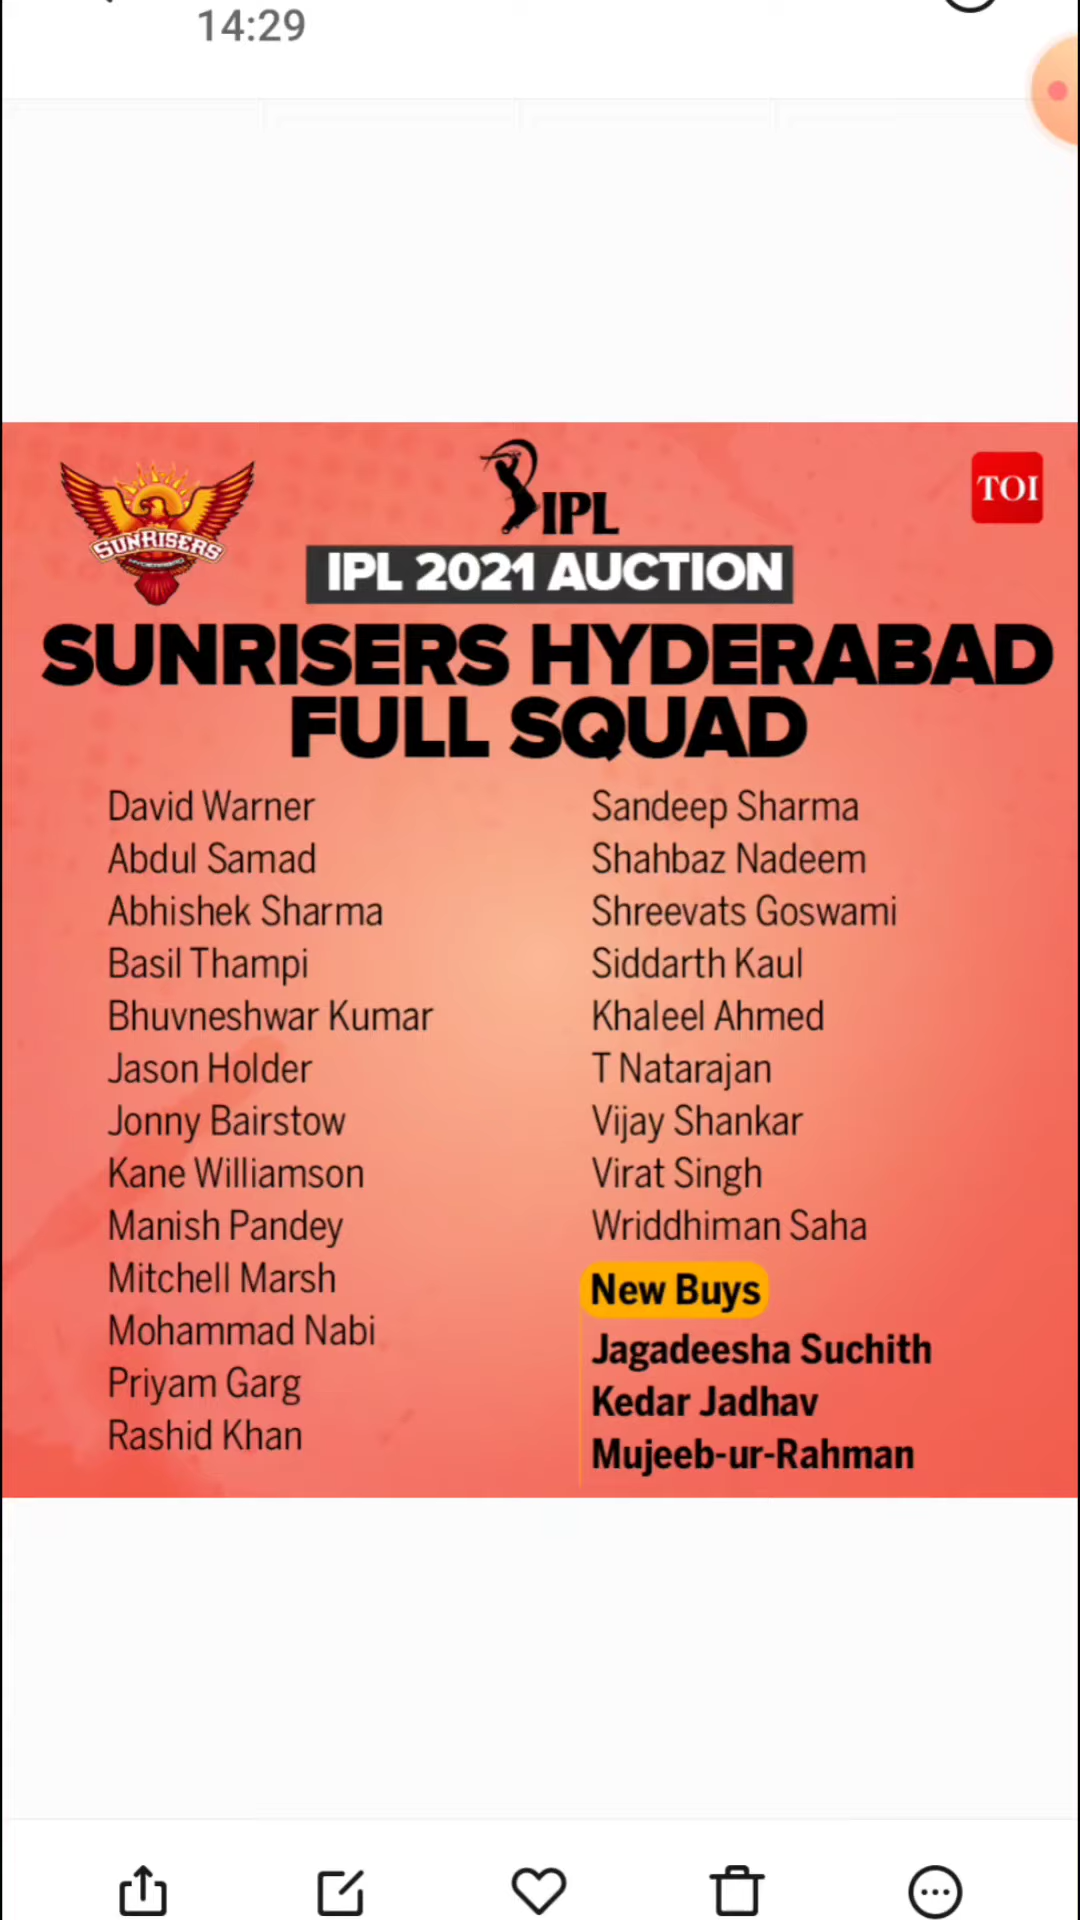 14:29
SUNRISERS
IPL
TOI
IPL 2021 AUCTION
SUNRISERS HYDERABAD
FULL SQUAD
David Warner
Abdul Samad
Abhishek Sharma
Basil Thampi
Bhuvneshwar Kumar
Jason Holder
Jonny Bairstow
Kane Williamson
Manish Pandey
Mitchell Marsh
Mohammad Nabi
Priyam Garg
Rashid Khan
Sandeep Sharma
Shahbaz Nadeem
Shreevats Goswami
Siddarth Kaul
Khaleel Ahmed
T Natarajan
Vijay Shankar
Virat Singh
Wriddhiman Saha
New Buys
Jagadeesha Suchith
Kedar Jadhav
Mujeeb-ur-Rahman